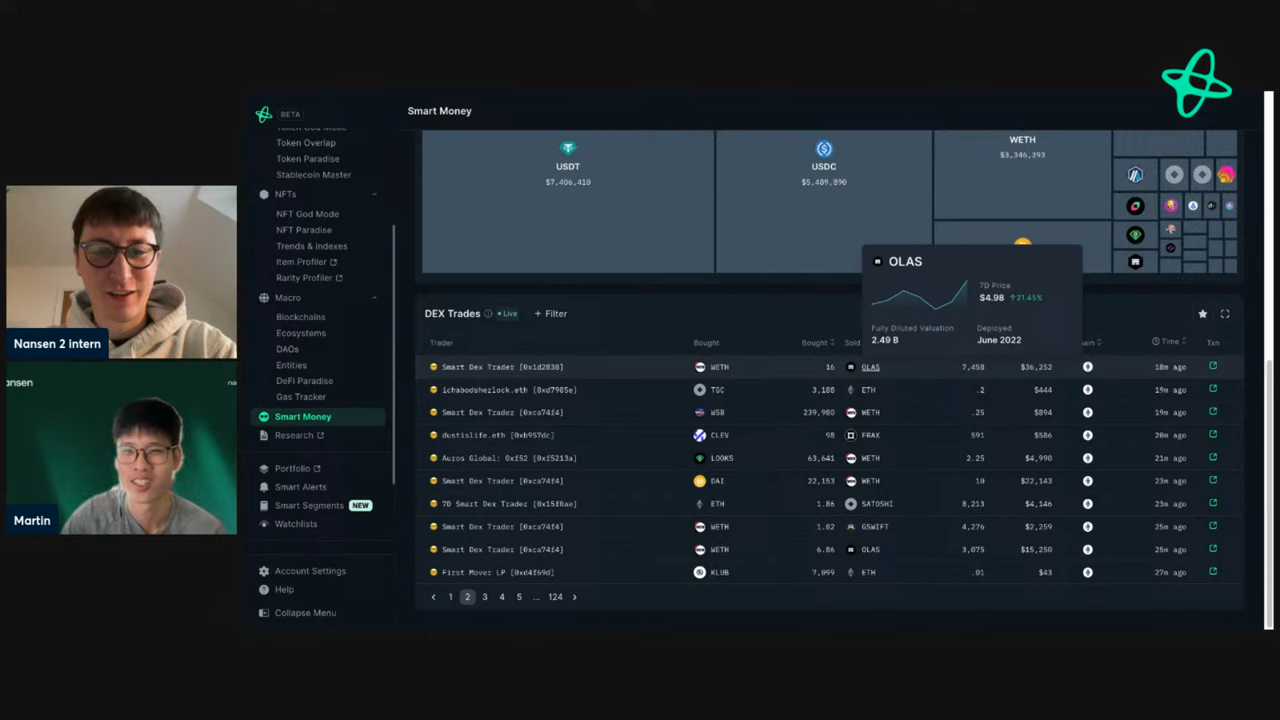 BETA
Smart Money
Token God Mode
Token Overlap
Token Paradise
Stablecoin Master
NFTs
NFT God Mode
NFT Paradise
Trends & Indexes
Item Profiler
Rarity Profiler
Macro
Blockchains
Ecosystems
DAOs
Entities
DeFi Paradise
Gas Tracker
Smart Money
Research
Portfolio
Smart Alerts
Smart Segments NEW
Watchlists
Account Settings
Help
Collapse Menu
Nansen 2 Intern
ansen
na
Martin
USDT
$7,406,410
USDC
$5,489,890
WETH
$3,346,393
OLAS
7D Price
$4.98 ↑21.45%
Fully Diluted Valuation Deployed
2.49 B June 2022
DEX Trades Live + Filter
Trader Bought Bought Sold ain Time Txn
Smart Dex Trader [0x1d2838] WETH 16 OLAS 7,458 $36,252 18m ago
ichabodsherlock.eth [0xd7985e] TGC 3,188 ETH .2 $444 19m ago
Smart Dex Trader [0xca74f4] WSB 239,980 WETH .25 $894 19m ago
dustislife.eth [0xb957dc] CLEV 98 FRAX 591 $586 20m ago
Auros Global: 0xf52 [0xf5213a] LOOKS 63,641 WETH 2.25 $4,990 21m ago
Smart Dex Trader [0xca74f4] DAI 22,153 WETH 10 $22,143 23m ago
7D Smart Dex Trader [0x15f0ae] ETH 1.86 SATOSHI 8,213 $4,146 23m ago
Smart Dex Trader [0xca74f4] WETH 1.02 GSWIFT 4,276 $2,259 25m ago
Smart Dex Trader [0xca74f4] WETH 6.86 OLAS 3,075 $15,250 25m ago
First Mover LP [0xd4f69d] KLUB 7,099 ETH .01 $43 27m ago
1 2 3 4 5 ... 124